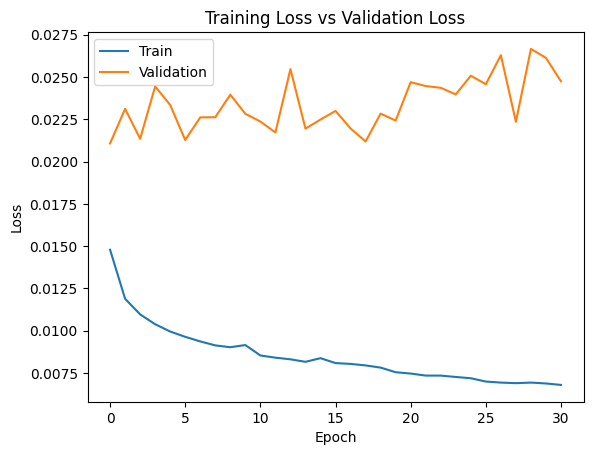 Training Loss vs Validation Loss
Train
Validation
0.0275
0.0250
0.0225
0.0200
0.0175
0.0150
0.0125
0.0100
0.0075
Loss
0 5 10 15 20 25 30
Epoch